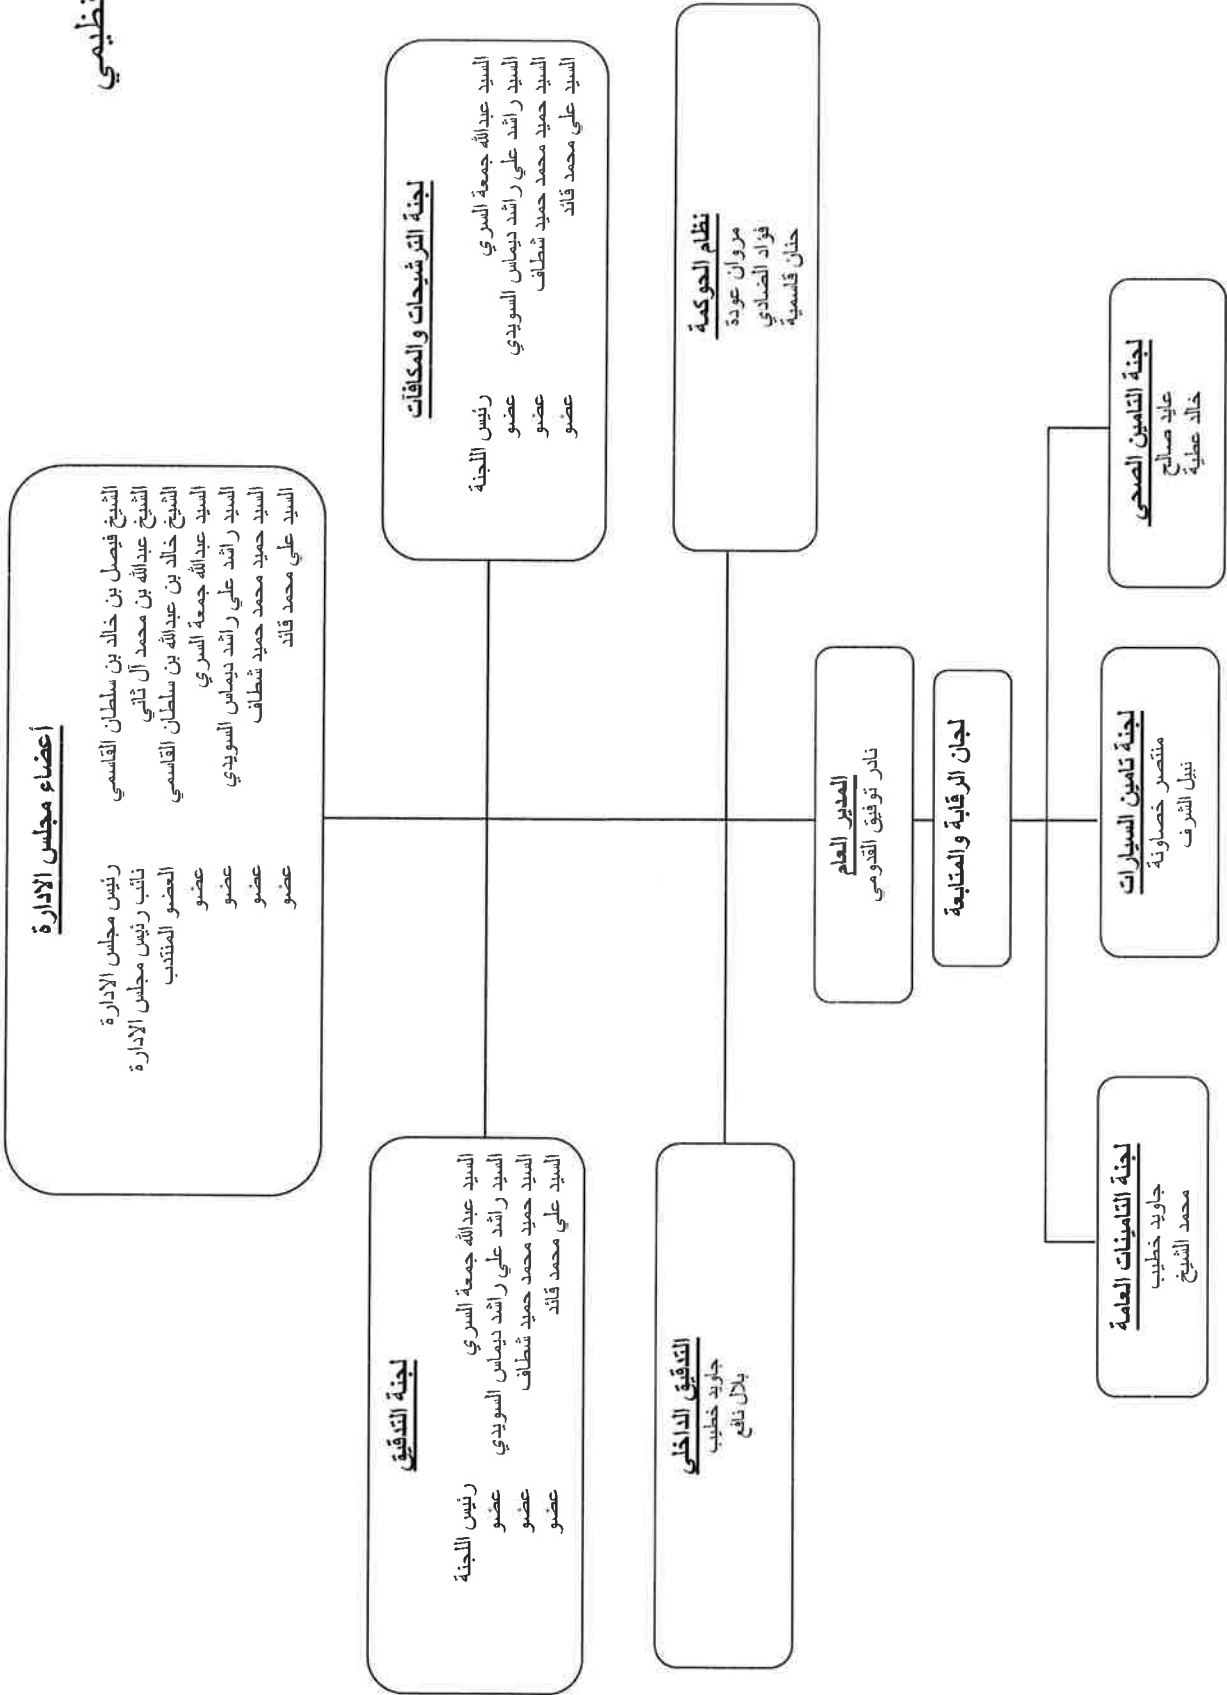 تظيمي
أعضاء مجلس الادارة
الشيخ فيصل بن خالد بن سلطان القاسمي رئيس مجلس الادارة
الشيخ عبدالله بن محمد آل ثاني نائب رئيس مجلس الادارة
الشيخ خالد بن عبدالله بن سلطان القاسمي العضو المنتدب
السيد عبدالله جمعة السري عضو
السيد راشد علي راشد ديماس السويدي عضو
السيد حميد محمد حميد شطاف عضو
السيد علي محمد قائد عضو
لجنة الترشيحات والمكافآت
السيد عبدالله جمعة السري رئيس اللجنة
السيد راشد علي راشد ديماس السويدي عضو
السيد حميد محمد حميد شطاف عضو
السيد علي محمد قائد عضو
لجنة التدقيق
السيد عبدالله جمعة السري رئيس اللجنة
السيد راشد علي راشد ديماس السويدي عضو
السيد حميد محمد حميد شطاف عضو
السيد علي محمد قائد عضو
نظام الحوكمة
مروان عودة
فؤاد الضادي
حنان قاسمية
التدقيق الداخلي
جاويد خطيب
بلال نافع
المدير العام
نادر توفيق القدومي
لجان الرقابة والمتابعة
لجنة التامين الصحي
عايد صالح
خالد عطية
لجنة تامين السيارات
منتصر خصاونة
نبيل الشرف
لجنة التامينات العامة
جاويد خطيب
محمد الشيخ